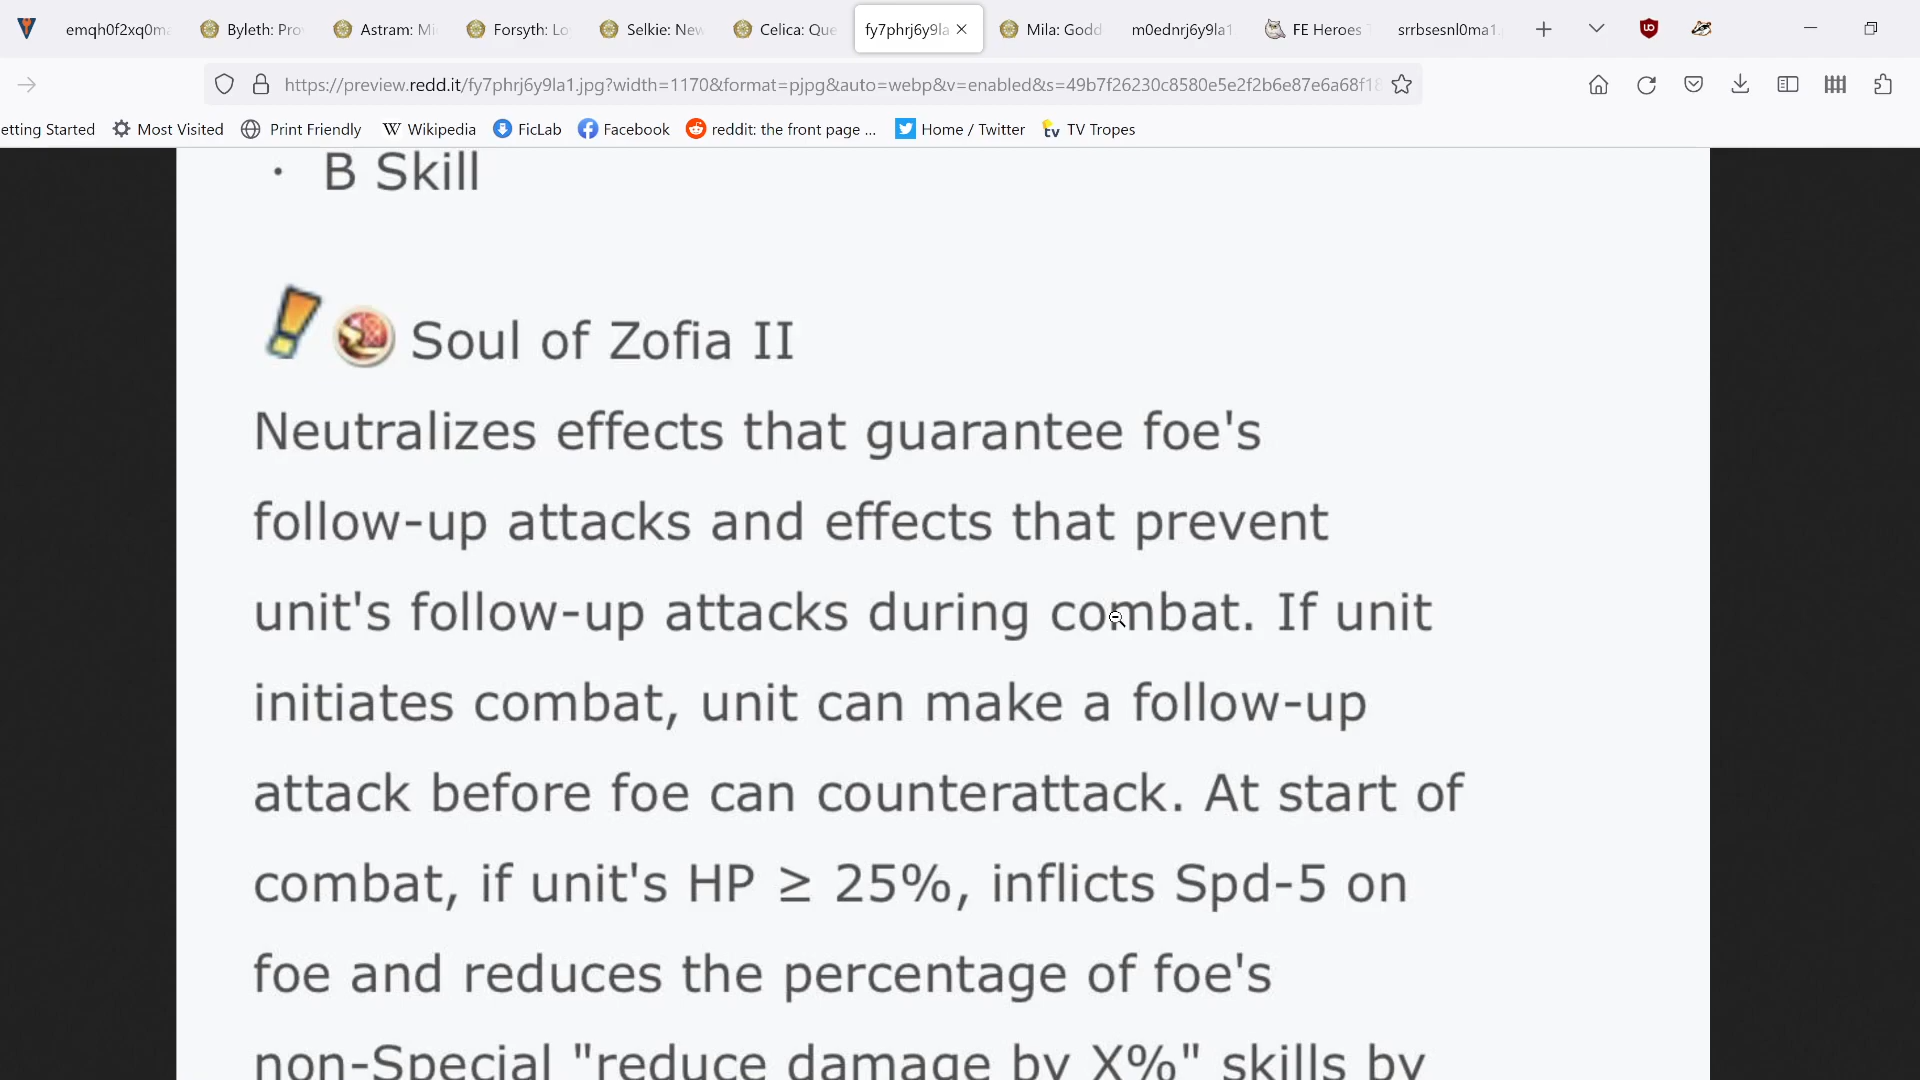 emqh0f2xq0ma Byleth: Pro Astram: Mi Forsyth: Lo Selkie: New Celica: Que fy7phrj6y9la Mila: Godd m0ednrj6y9la1 FE Heroes srrbsesnl0ma1.
https://preview.redd.it/fy7phrj6y9la1.jpg?width=1170&format=pjpg&auto=webp&v=enabled&s=49b7f26230c8580e5e2f2b6e87e6a68f18
etting Started Most Visited Print Friendly Wikipedia FicLab Facebook reddit: the front page ... Home / Twitter TV Tropes
· B Skill
Soul of Zofia II
Neutralizes effects that guarantee foe's
follow-up attacks and effects that prevent
unit's follow-up attacks during combat. If unit
initiates combat, unit can make a follow-up
attack before foe can counterattack. At start of
combat, if unit's HP ≥ 25%, inflicts Spd-5 on
foe and reduces the percentage of foe's
non-Special "reduce damage by X%" skills by